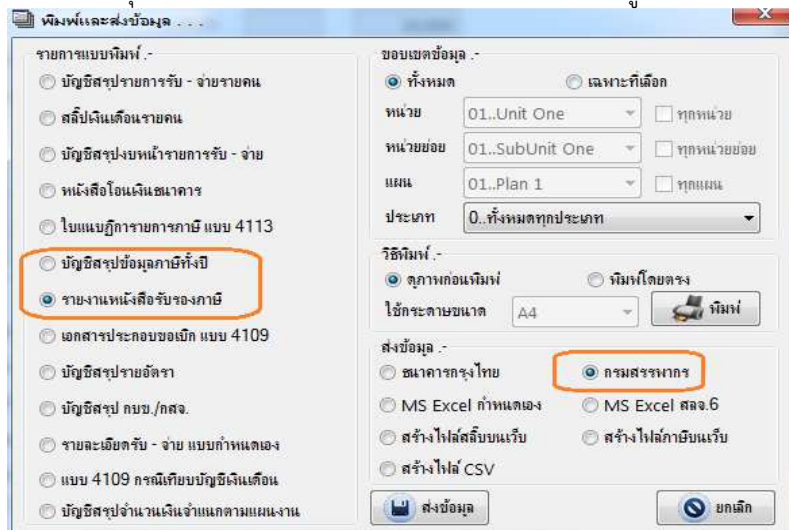 พิมพ์และส่งข้อมูล . . .
รายการแบบพิมพ์ .-
บัญชีสรุปรายการรับ - จ่ายรายคน
สลิ๊ปเงินเดือนรายคน
บัญชีสรุปงบหน้ารายการรับ - จ่าย
หนังสือโอนเงินธนาคาร
ใบแนบฎีการายการภาษี แบบ 4113
บัญชีสรุปข้อมูลภาษีทั้งปี
รายงานหนังสือรับรองภาษี
เอกสารประกอบขอเบิก แบบ 4109
บัญชีสรุปรายอัตรา
บัญชีสรุป กบข./กสจ.
รายละเอียดรับ - จ่าย แบบกำหนดเอง
แบบ 4109 กรณีเทียบบัญชีเงินเดือน
บัญชีสรุปจำนวนเงินจำแนกตามแผนงาน
ขอบเขตข้อมูล .-
ทั้งหมด เฉพาะที่เลือก
หน่วย 01..Unit One ทุกหน่วย
หน่วยย่อย 01..SubUnit One ทุกหน่วยย่อย
แผน 01..Plan 1 ทุกแผน
ประเภท 0..ทั้งหมดทุกประเภท
วิธีพิมพ์ .-
ดูภาพก่อนพิมพ์ พิมพ์โดยตรง
ใช้กระดาษขนาด A4 พิมพ์
ส่งข้อมูล .-
ธนาคารกรุงไทย กรมสรรพากร
MS Excel กำหนดเอง MS Excel สลจ.6
สร้างไฟล์สลิ๊บบนเว็บ สร้างไฟล์ภาษีบนเว็บ
สร้างไฟล์ CSV
ส่งข้อมูล ยกเลิก